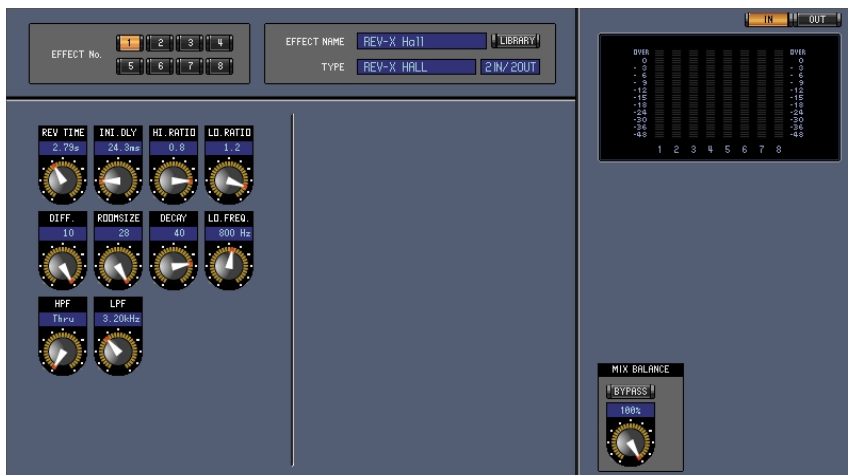 IN OUT
EFFECT No. 1 2 3 4
5 6 7 8
EFFECT NAME REV-X Hall LIBRARY
TYPE REV-X HALL 2IN/2OUT
OVER OVER
0 0
-3 -3
-6 -6
-9 -9
-12 -12
-15 -15
-18 -18
-24 -24
-30 -30
-36 -36
-48 -48
1 2 3 4 5 6 7 8
REV TIME INI.DLY HI.RATIO LO.RATIO
2.79s 24.3ms 0.8 1.2
DIFF. ROOMSIZE DECAY LO.FREQ.
10 28 40 800 Hz
HPF LPF
Thru 3.20kHz
MIX BALANCE
BYPASS
100%